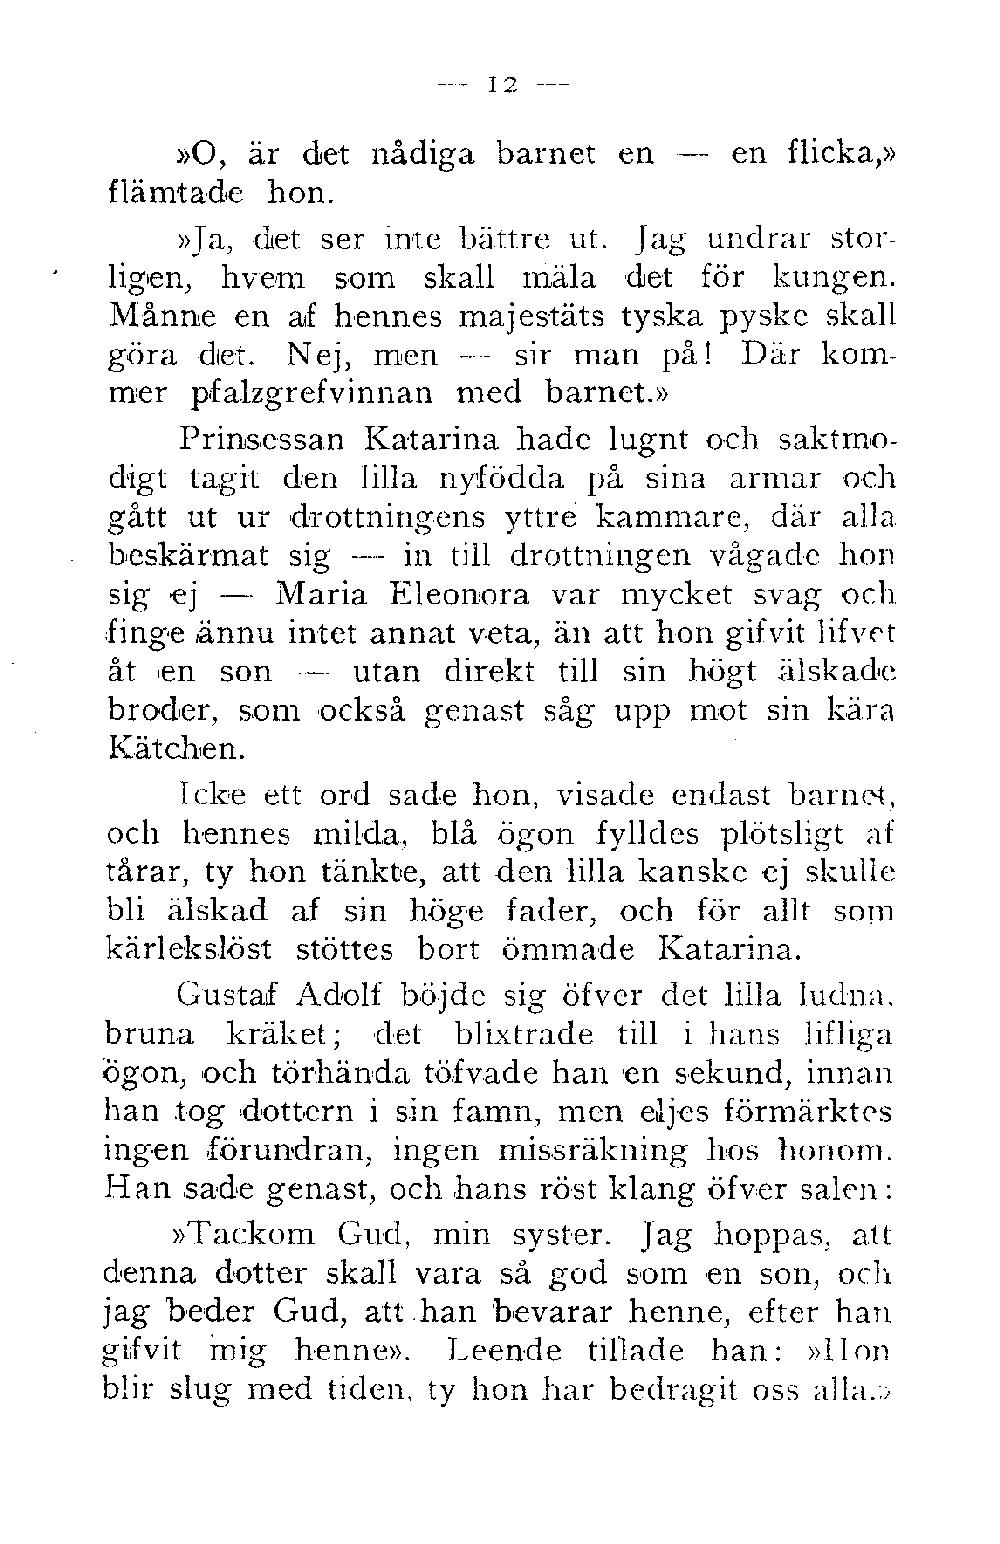 — 12 —
»O, är det nådiga barnet en — en flicka,»
flämtade hon.
»Ja, det ser inte bättre ut. Jag undrar stor-
ligen, hvem som skall mäla det för kungen.
Månne en af hennes majestäts tyska pyske skall
göra det. Nej, men — sir man på! Där kom-
mer pfalzgrefvinnan med barnet.»
Prinsessan Katarina hade lugnt och saktmo-
digt tagit den lilla nyfödda på sina armar och
gått ut ur drottningens yttre kammare, där alla
beskärmat sig — in till drottningen vågade hon
sig ej — Maria Eleonora var mycket svag och
finge ännu intet annat veta, än att hon gifvit lifvet
åt en son — utan direkt till sin högt älskade
broder, som också genast såg upp mot sin kära
Kätchen.
Icke ett ord sade hon, visade endast barnet,
och hennes milda, blå ögon fylldes plötsligt af
tårar, ty hon tänkte, att den lilla kanske ej skulle
bli älskad af sin höge fader, och för allt som
kärlekslöst stöttes bort ömmade Katarina.
Gustaf Adolf böjde sig öfver det lilla ludna,
bruna kräket; det blixtrade till i hans lifliga
ögon, och törhända töfvade han en sekund, innan
han tog dottern i sin famn, men eljes förmärktes
ingen förundran, ingen missräkning hos honom.
Han sade genast, och hans röst klang öfver salen:
»Tackom Gud, min syster. Jag hoppas, att
denna dotter skall vara så god som en son, och
jag beder Gud, att han bevarar henne, efter han
gifvit mig henne». Leende tillade han: »Hon
blir slug med tiden, ty hon har bedragit oss alla.»